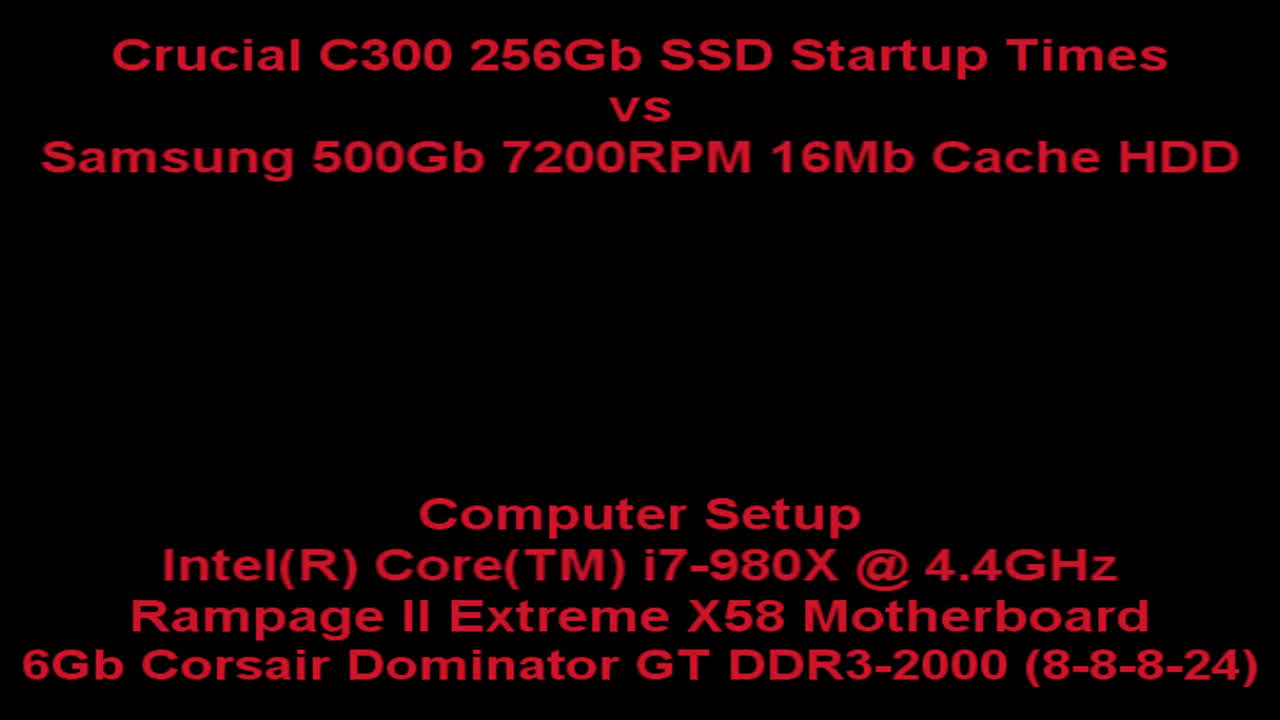 Crucial C300 256Gb SSD Startup Times
vs
Samsung 500Gb 7200RPM 16Mb Cache HDD
Computer Setup
Intel(R) Core(TM) i7-980X @ 4.4GHz
Rampage II Extreme X58 Motherboard
6Gb Corsair Dominator GT DDR3-2000 (8-8-8-24)